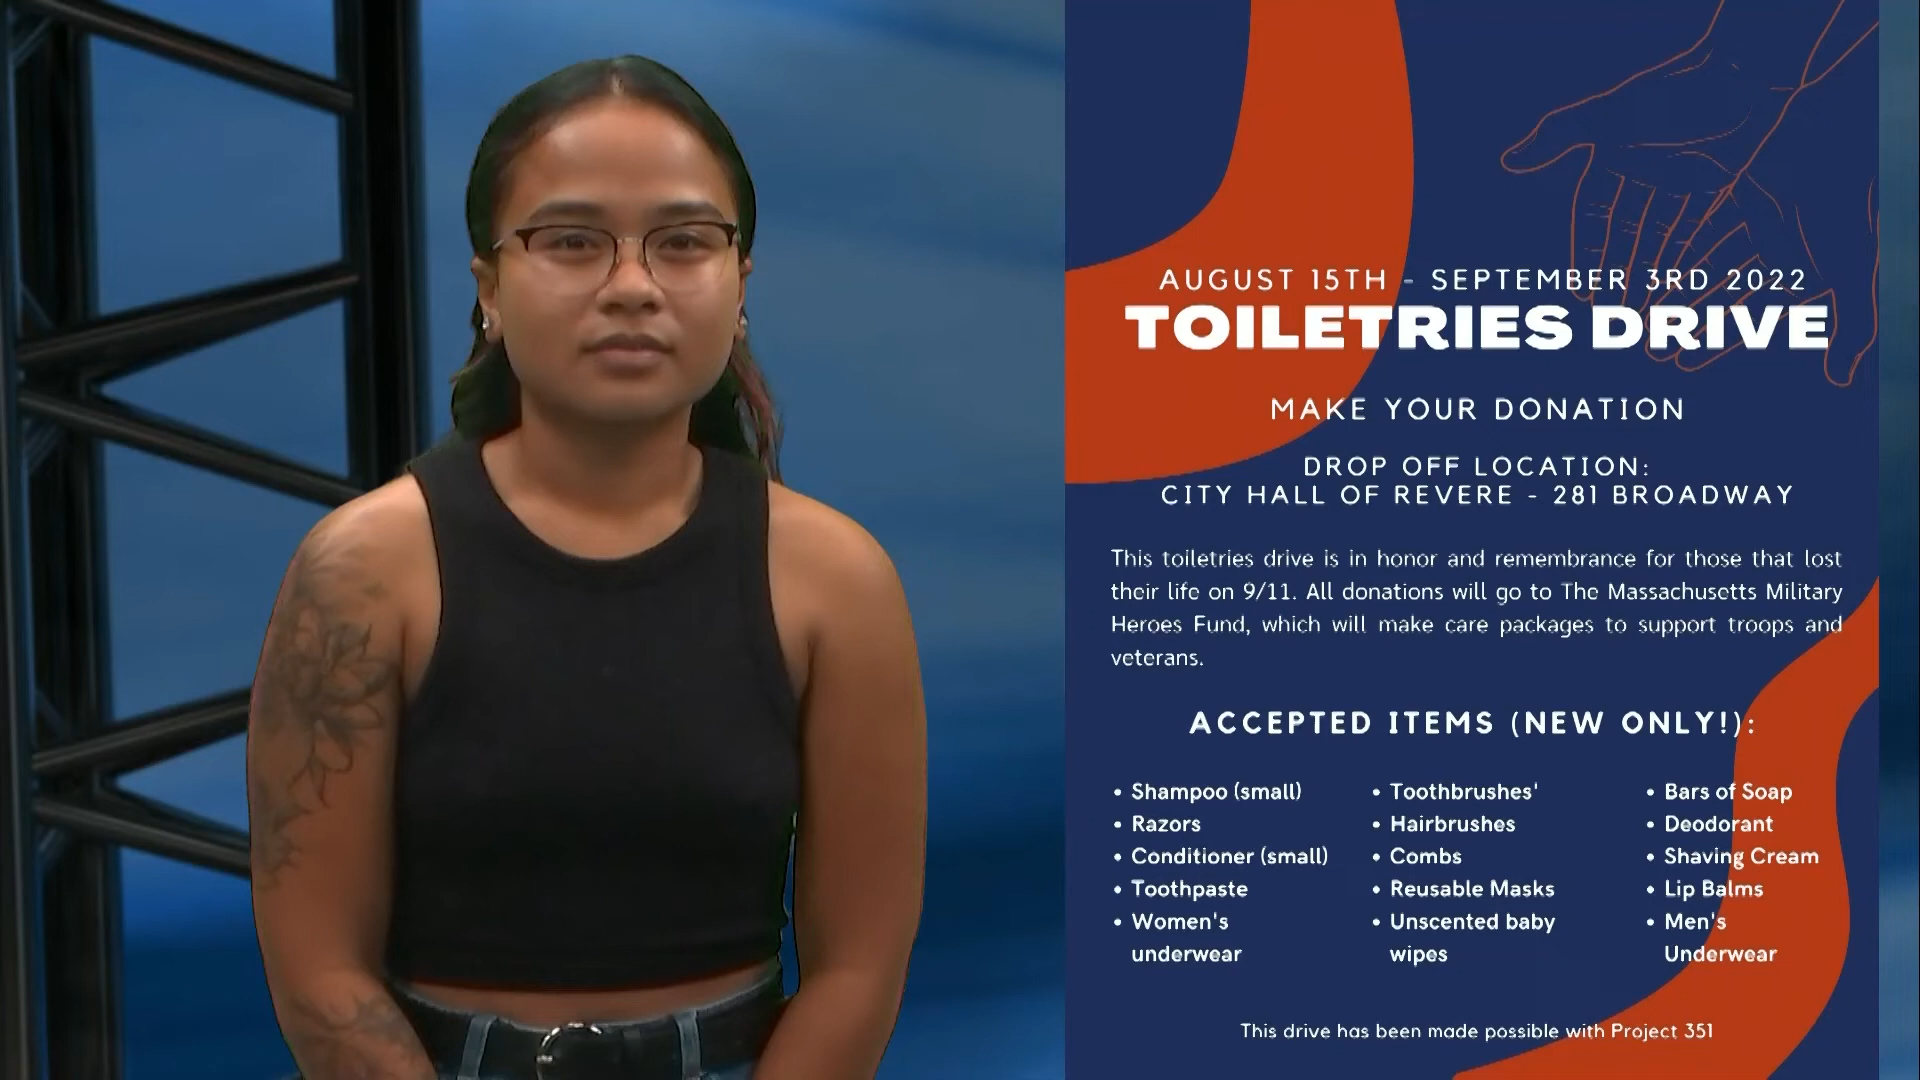 AUGUST 15TH - SEPTEMBER 3RD 2022
TOILETRIES DRIVE
MAKE YOUR DONATION
DROP OFF LOCATION:
CITY HALL OF REVERE - 281 BROADWAY
This toiletries drive is in honor and remembrance for those that lost
their life on 9/11. All donations will go to The Massachusetts Military
Heroes Fund, which will make care packages to support troops and
veterans.
ACCEPTED ITEMS (NEW ONLY!):
• Shampoo (small)
• Razors
• Conditioner (small)
• Toothpaste
• Women's
underwear
• Toothbrushes'
• Hairbrushes
• Combs
• Reusable Masks
• Unscented baby
wipes
• Bars of Soap
• Deodorant
• Shaving Cream
• Lip Balms
• Men's
Underwear
This drive has been made possible with Project 351